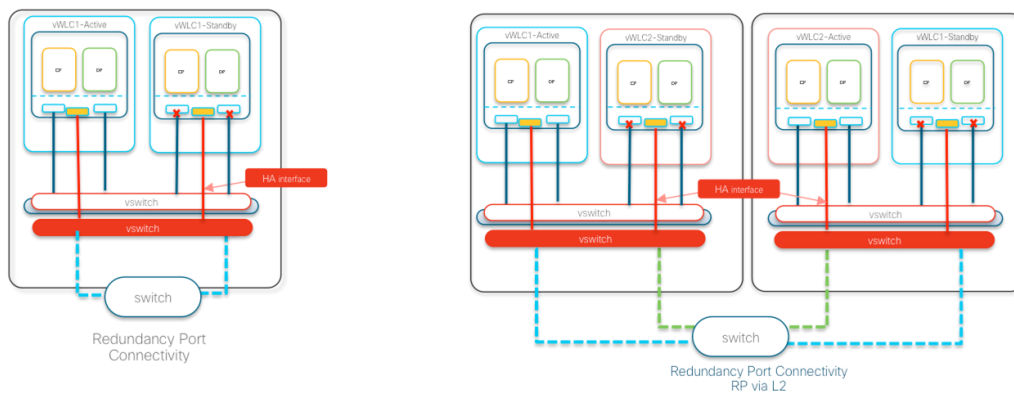 vWLC1-Active
vWLC1-Standby
CP
DP
CP
DP
HA interface
vswitch
vswitch
switch
Redundancy Port
Connectivity
vWLC1-Active
vWLC2-Standby
CP
DP
CP
DP
vWLC2-Active
vWLC1-Standby
CP
DP
CP
DP
HA interface
vswitch
vswitch
vswitch
vswitch
switch
Redundancy Port Connectivity
RP via L2